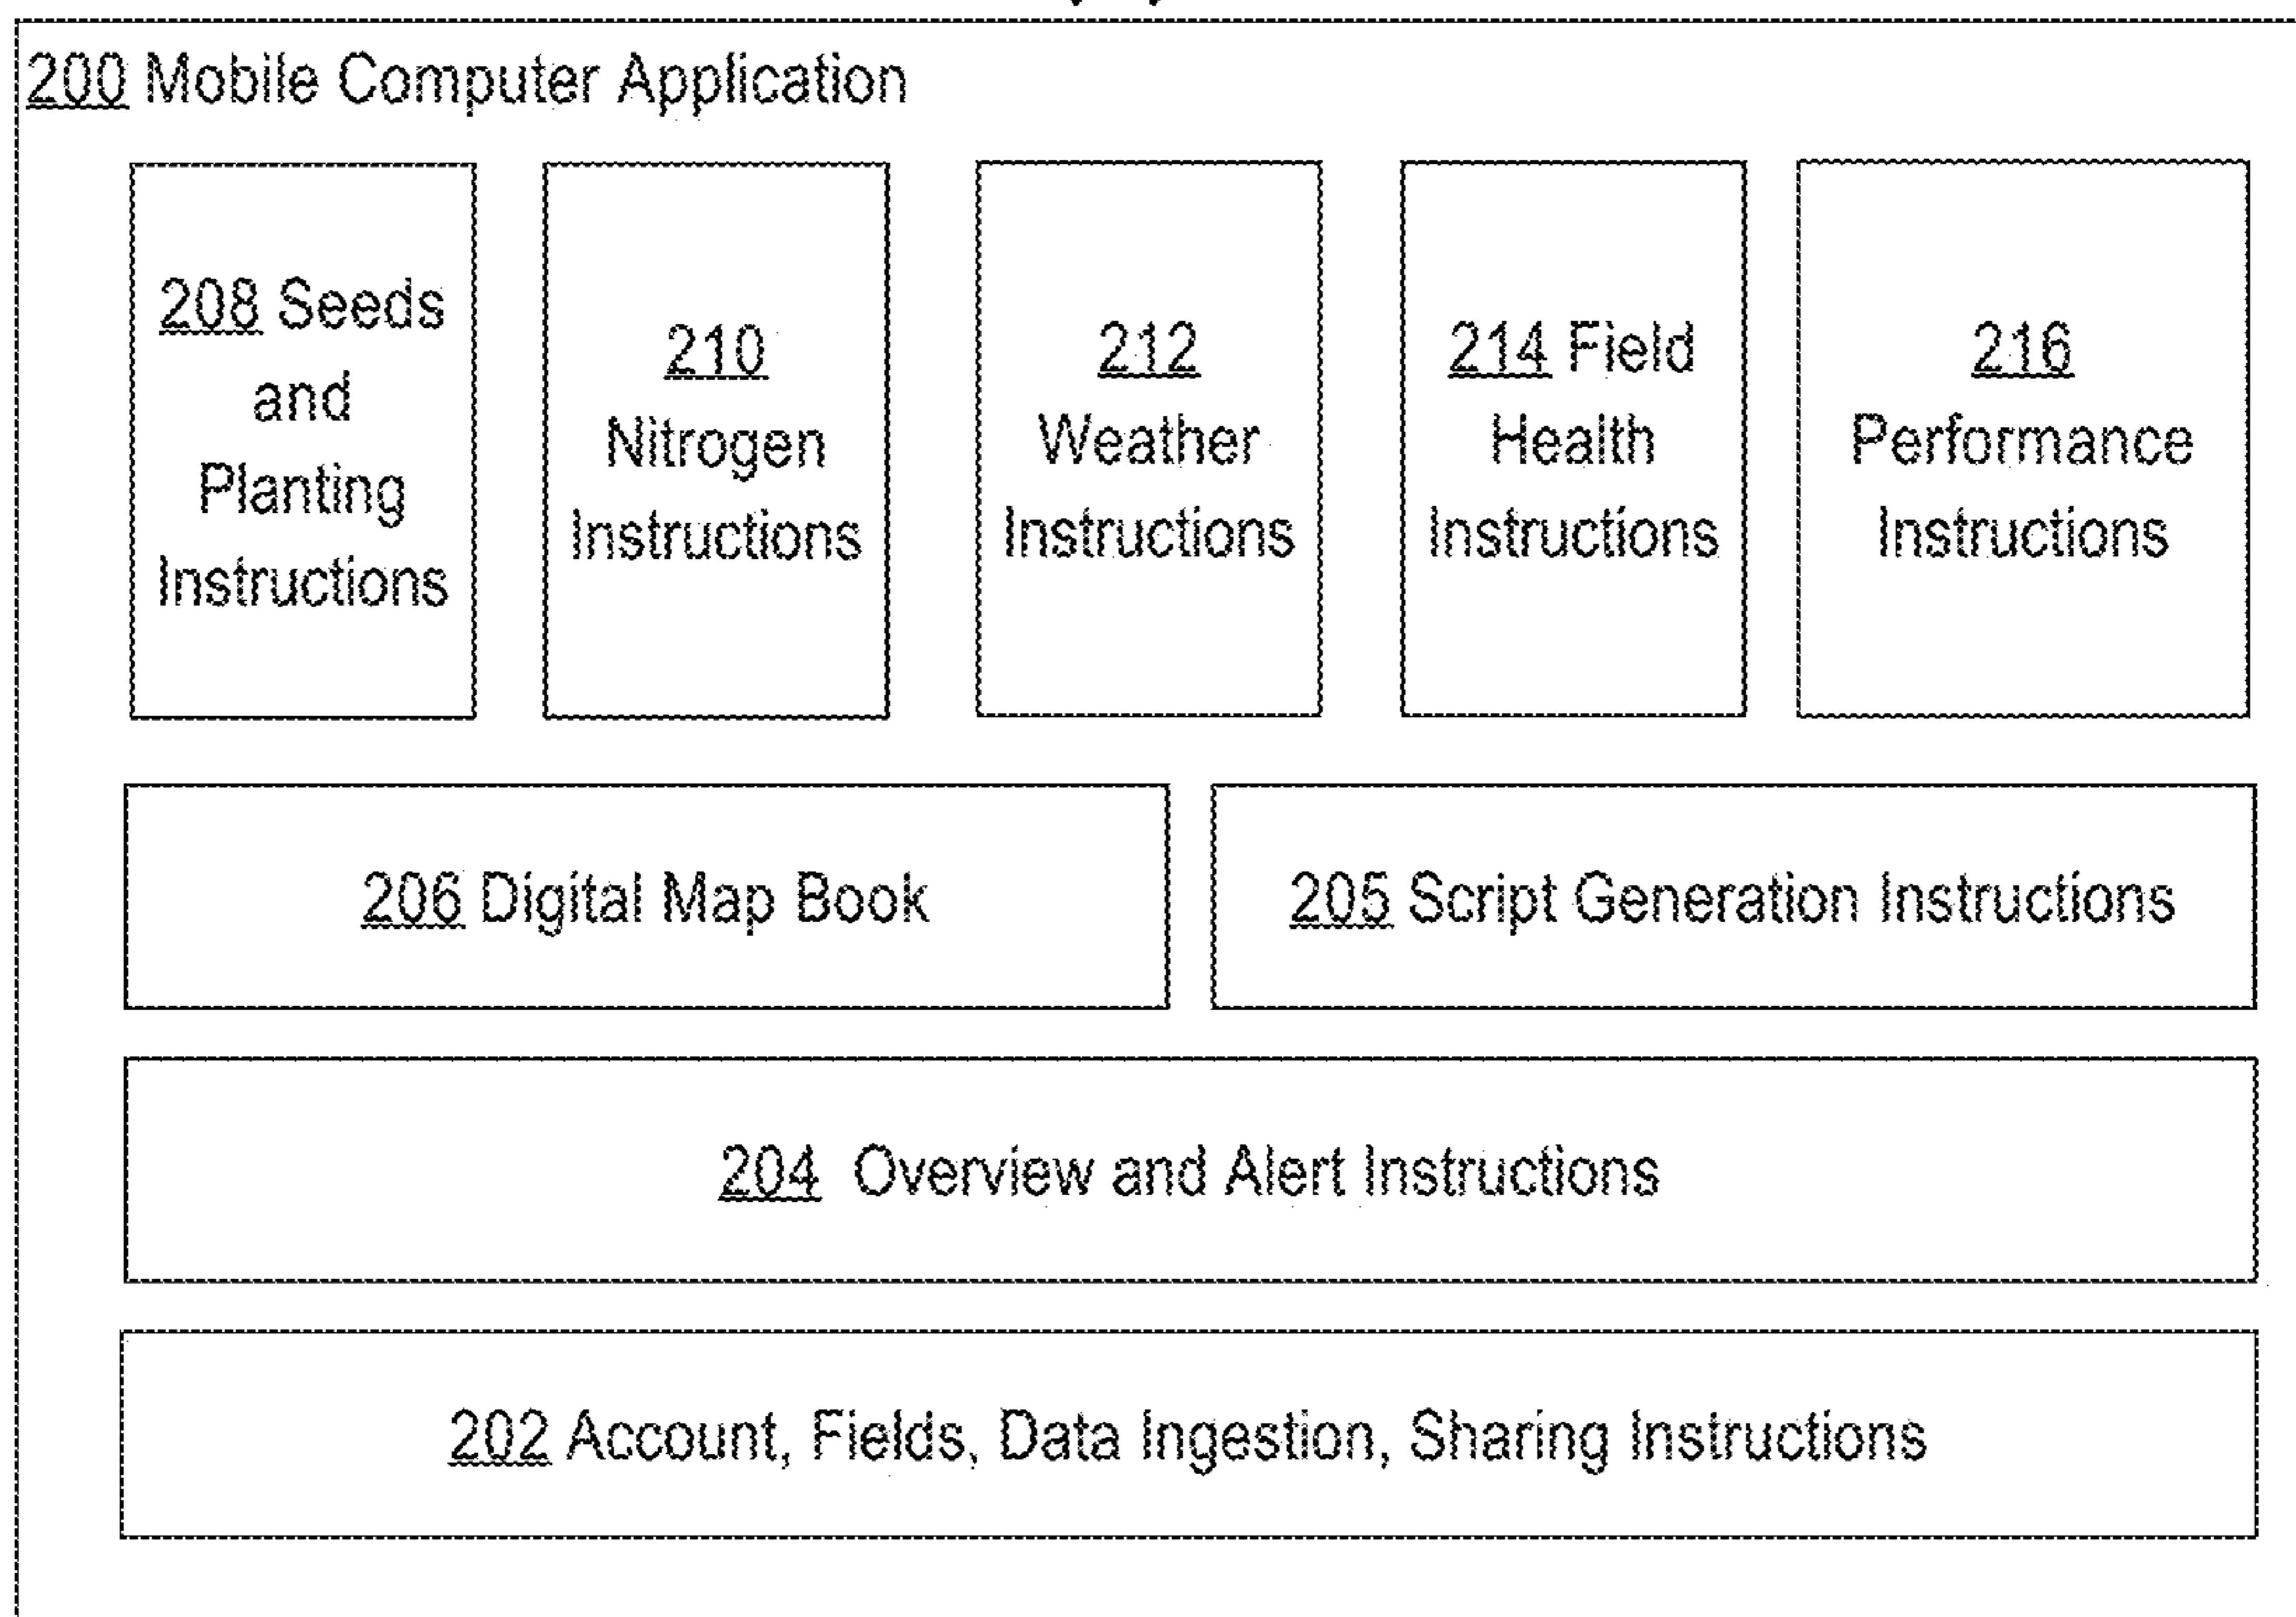 200 Mobile Computer Application
208 Seeds
and
Planting
Instructions
210
Nitrogen
Instructions
212
Weather
Instructions
214 Field
Health
Instructions
216
Performance
Instructions
206 Digital Map Book
205 Script Generation Instructions
204 Overview and Alert Instructions
202 Account, Fields, Data Ingestion, Sharing Instructions